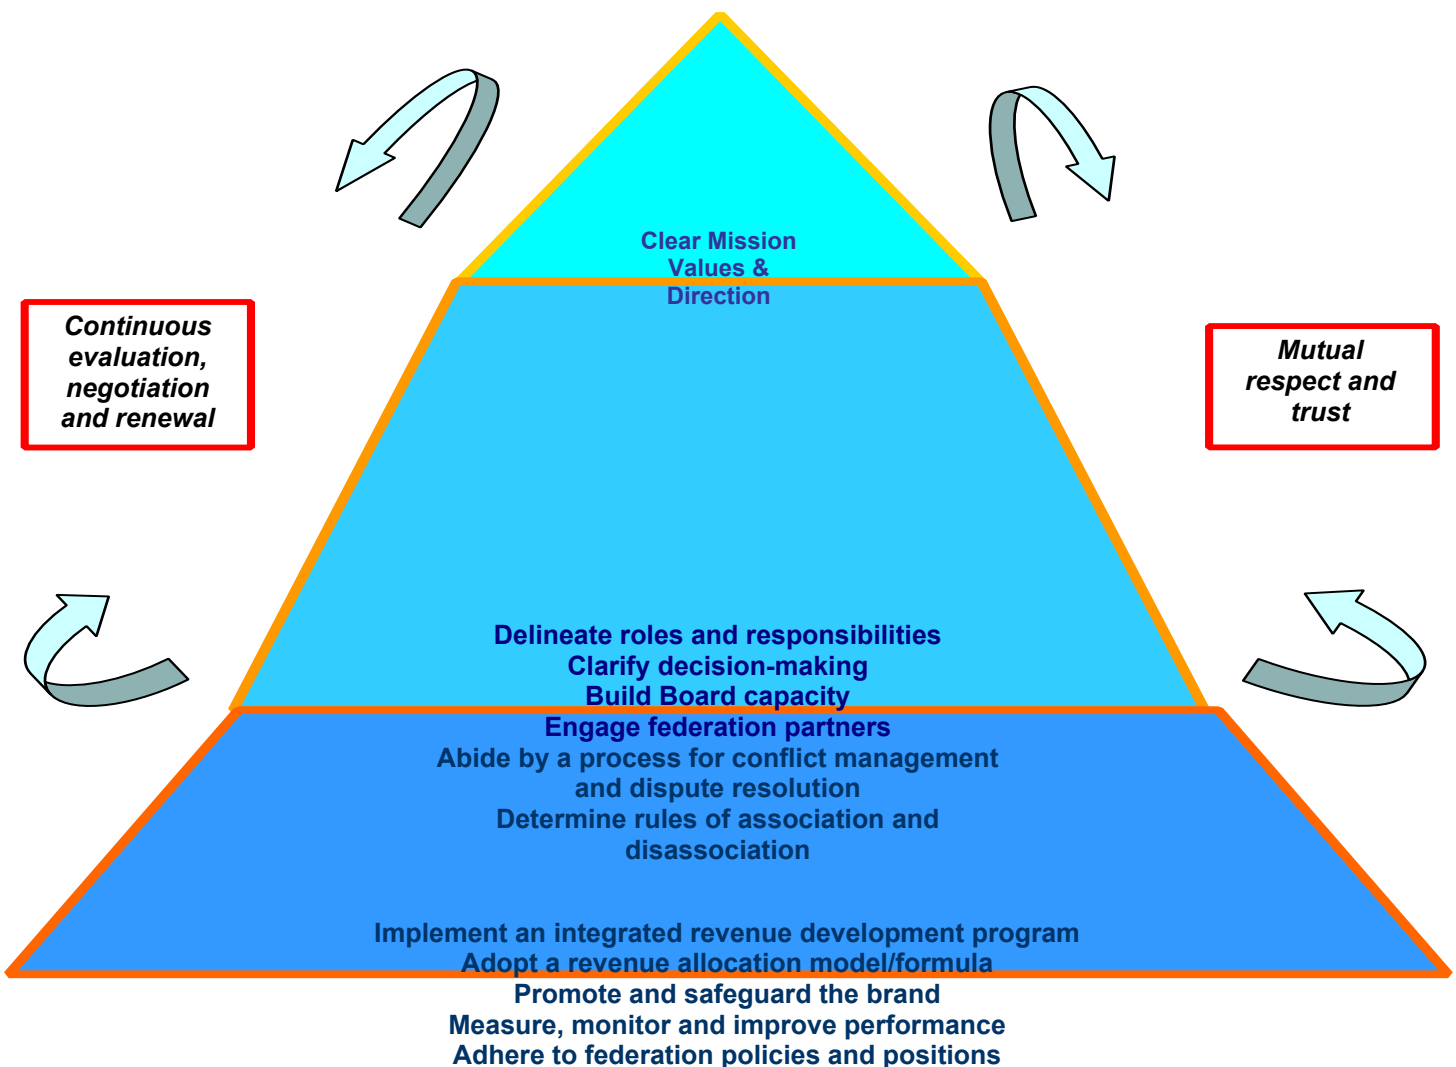 Clear Mission
Values &
Direction
Continuous
evaluation,
negotiation
and renewal
Mutual
respect and
trust
Delineate roles and responsibilities
Clarify decision-making
Build Board capacity
Engage federation partners
Abide by a process for conflict management
and dispute resolution
Determine rules of association and
disassociation
Implement an integrated revenue development program
Adopt a revenue allocation model/formula
Promote and safeguard the brand
Measure, monitor and improve performance
Adhere to federation policies and positions